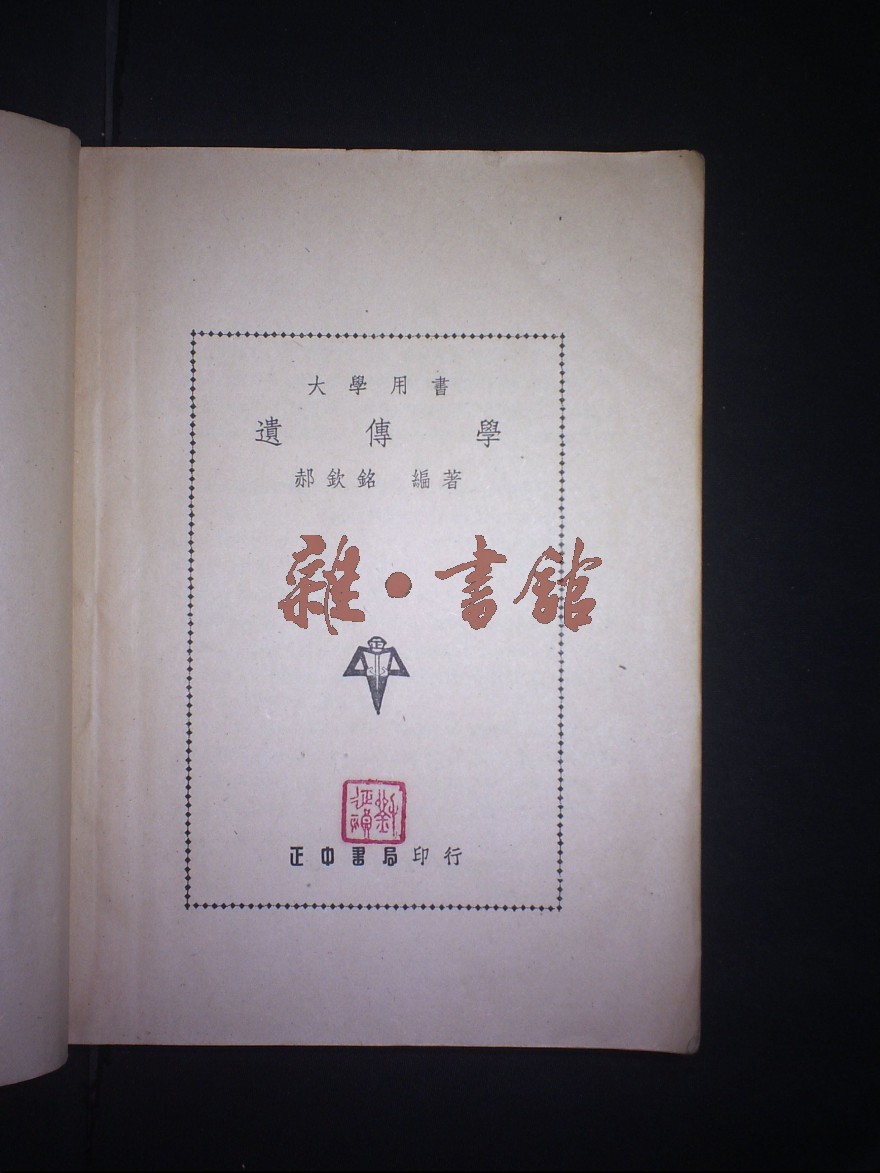 大學用書
遺傳學
郝欽銘 編著
雜·書館
正中書局印行